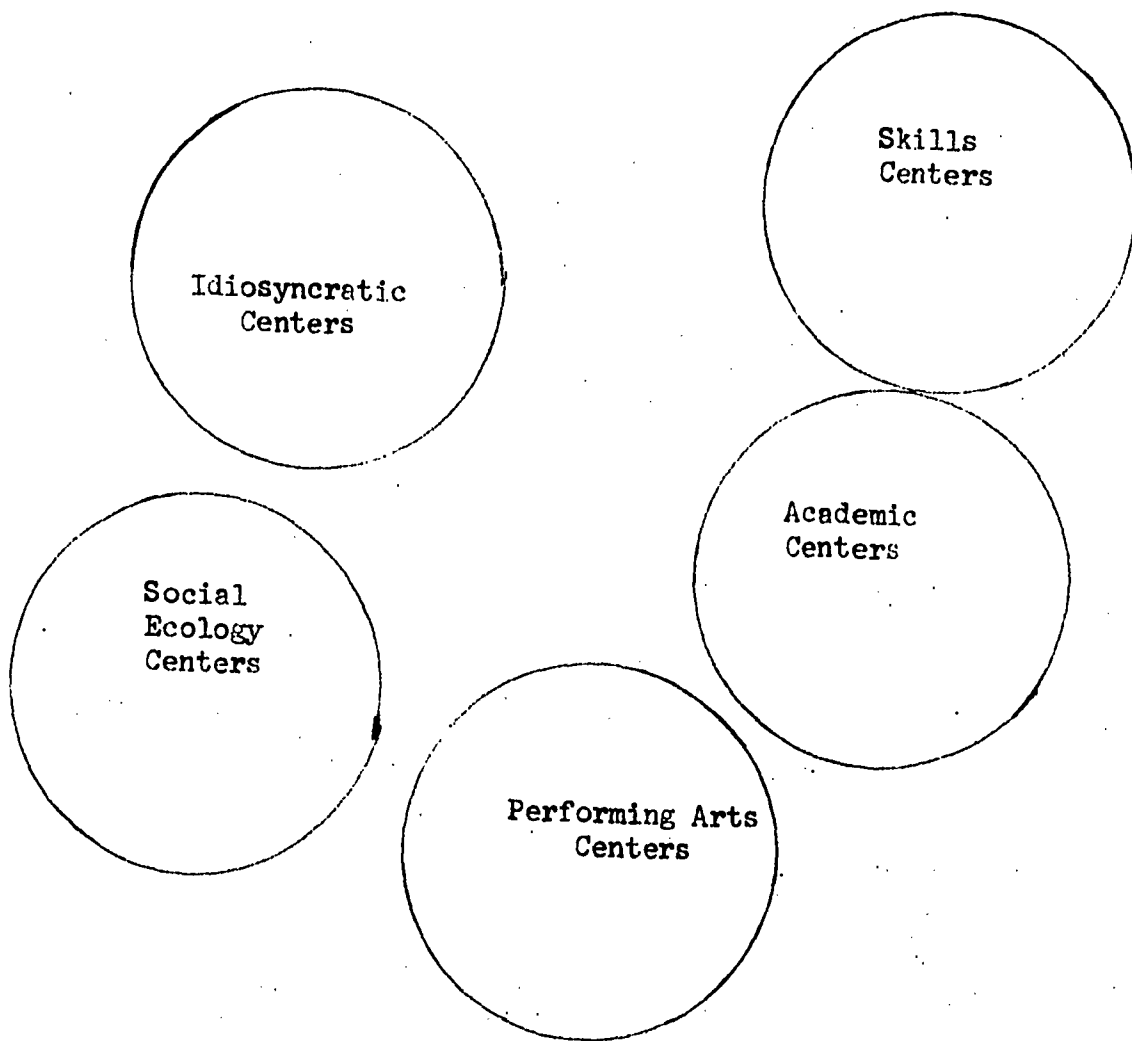 Skills
Centers
Idiosyncratic
Centers
Academic
Centers
Social
Ecology
Centers
Performing Arts
Centers